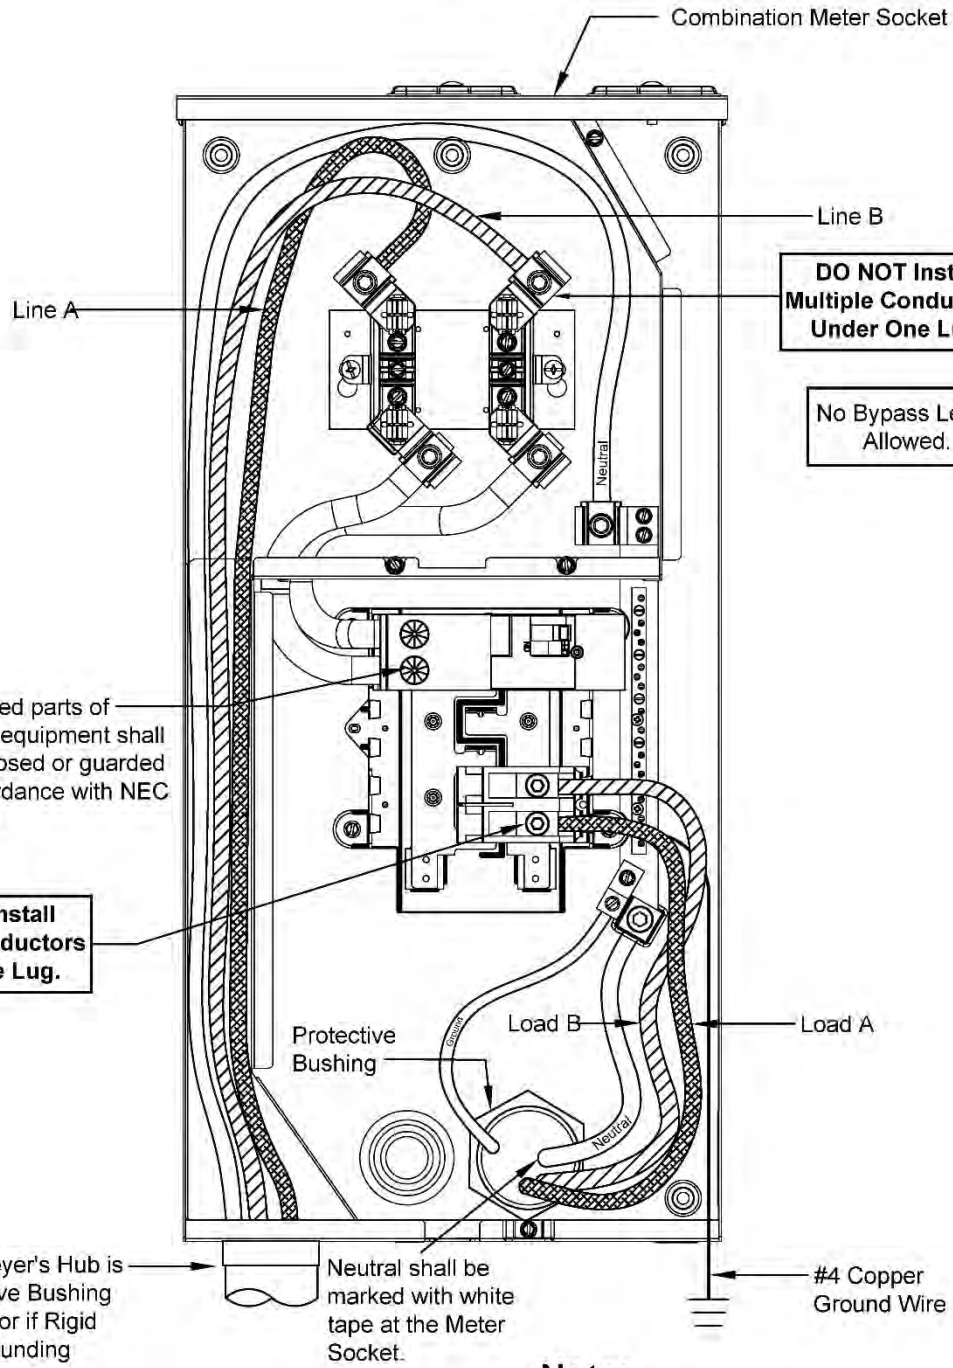 Combination Meter Socket
Line B
Line A
DO NOT Inst
Multiple Condu
Under One L
No Bypass Le
Allowed.
Neutral
ed parts of
equipment shall
osed or guarded
rdance with NEC
nstall
ductors
e Lug.
Protective
Bushing
Ground
Load B
Load A
Neutral
yer's Hub is
ve Bushing
or if Rigid
unding
Neutral shall be
marked with white
tape at the Meter
Socket.
#4 Copper
Ground Wire